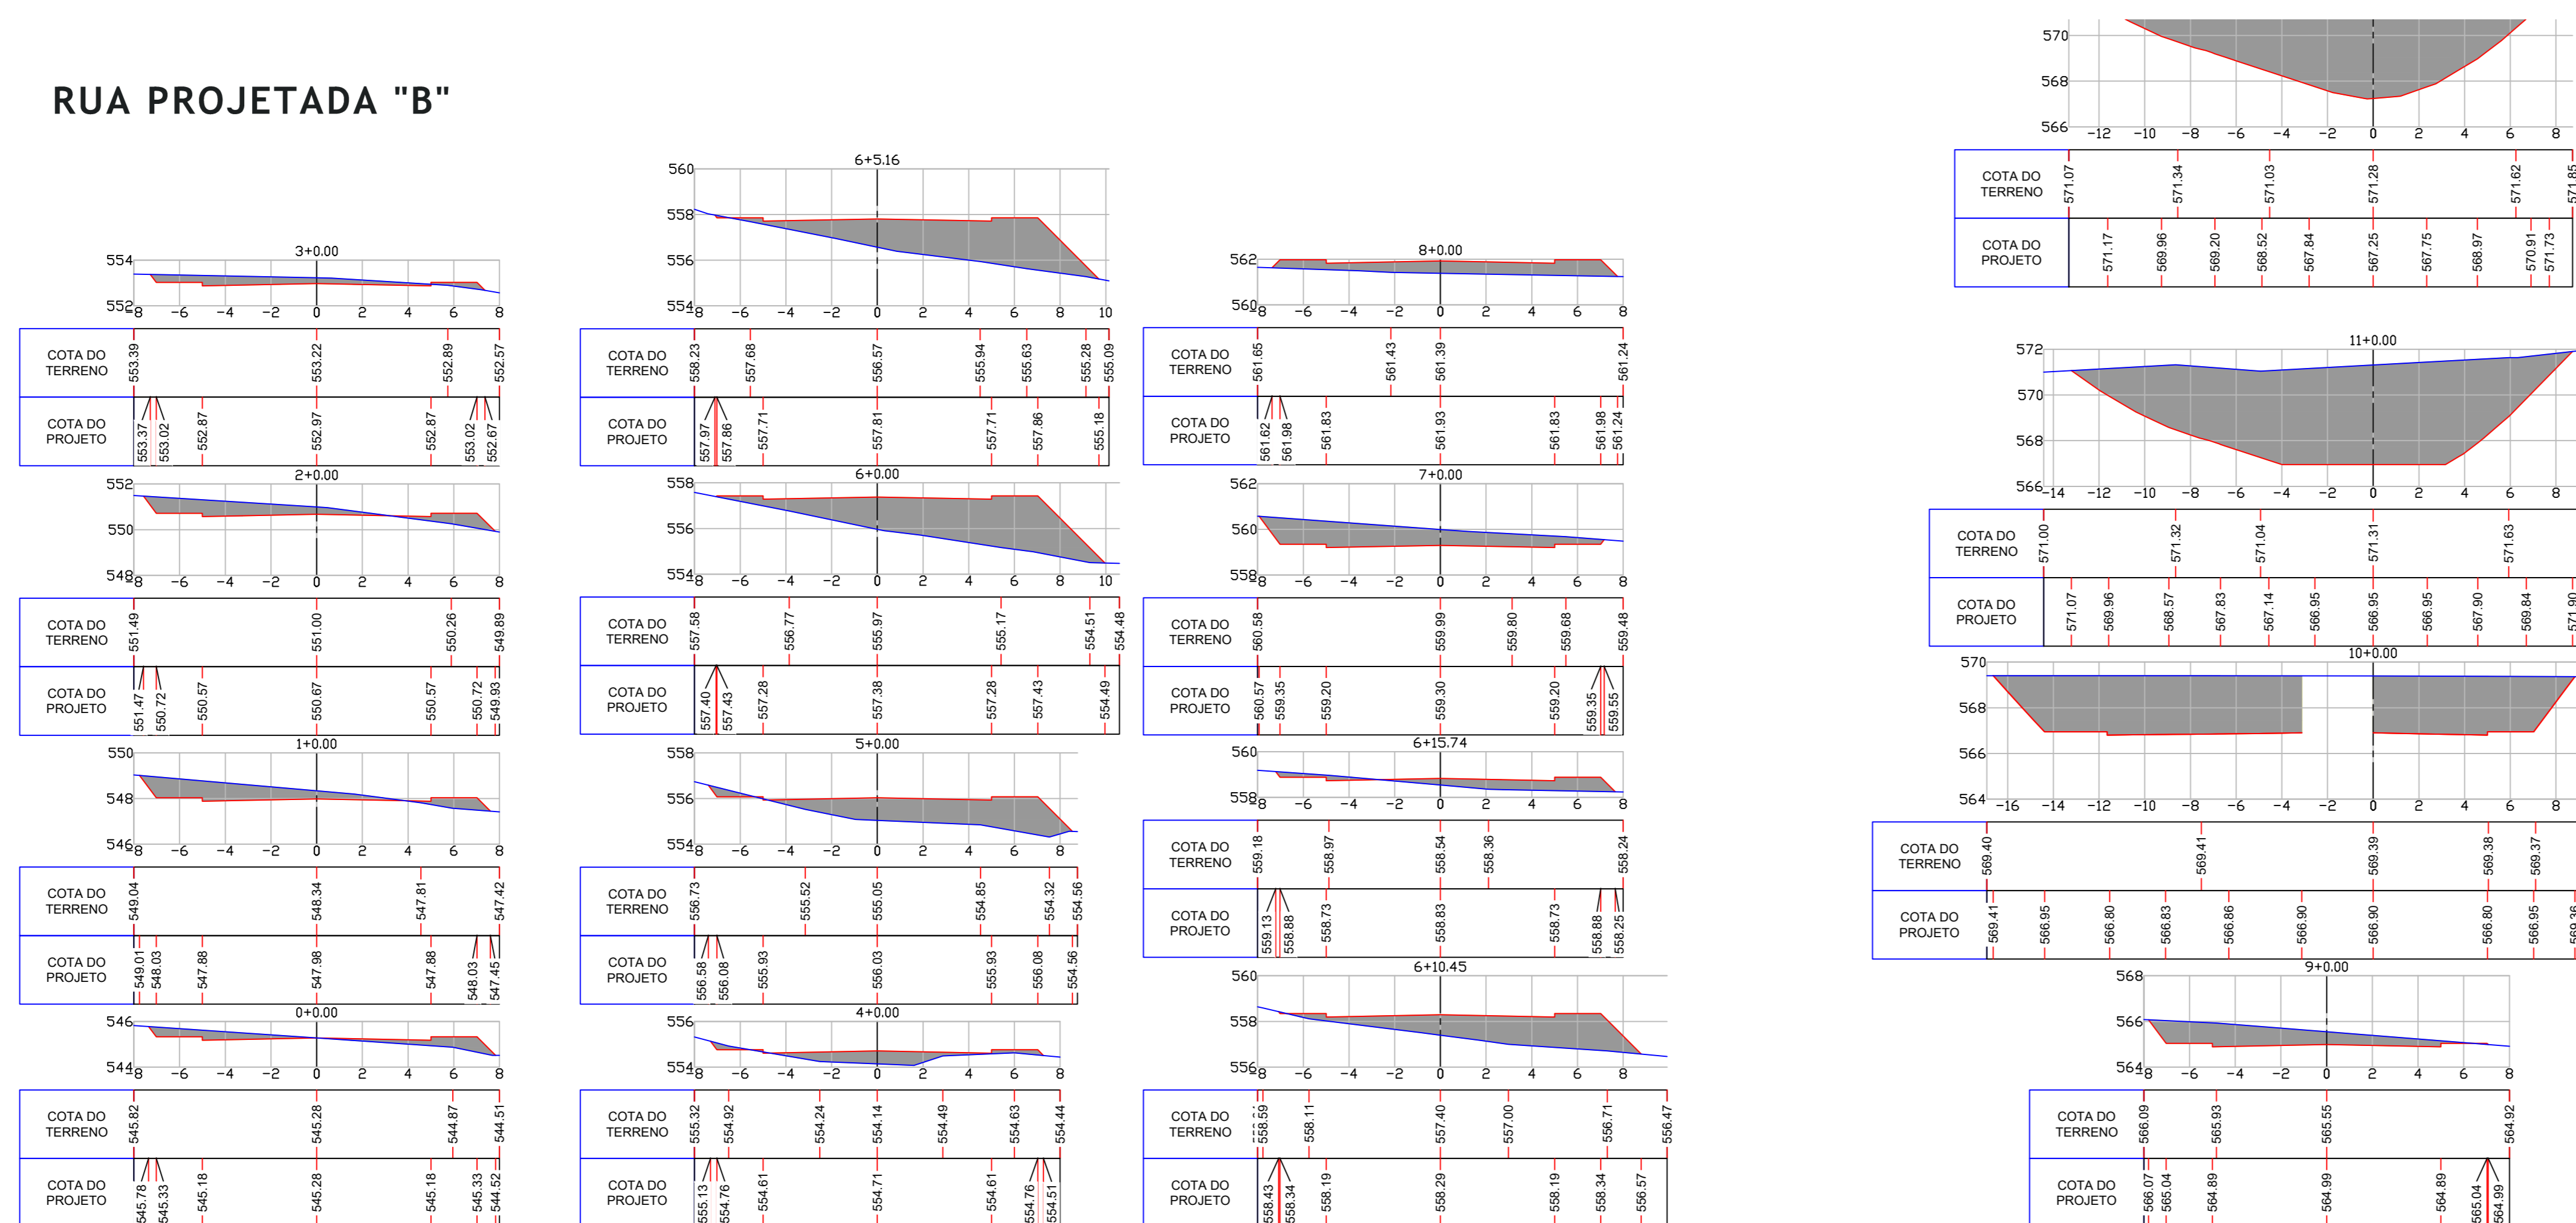 RUA PROJETADA "B"
3+0.00
554
552
-8 -6 -4 -2 0 2 4 6 8
COTA DO
TERRENO
553.39 553.22 552.89 552.57
COTA DO
PROJETO
553.37 553.02 552.87 552.97 552.87 553.02 552.67
2+0.00
552
550
548
-8 -6 -4 -2 0 2 4 6 8
COTA DO
TERRENO
551.49 551.00 550.26 549.89
COTA DO
PROJETO
551.47 550.72 550.57 550.67 550.57 550.72 549.93
1+0.00
550
548
546
-8 -6 -4 -2 0 2 4 6 8
COTA DO
TERRENO
549.04 548.34 547.81 547.42
COTA DO
PROJETO
549.01 548.03 547.88 547.98 547.88 548.03 547.45
0+0.00
546
544
-8 -6 -4 -2 0 2 4 6 8
COTA DO
TERRENO
545.82 545.28 544.87 544.51
COTA DO
PROJETO
545.78 545.33 545.18 545.28 545.18 545.33 544.52
6+5.16
560
558
556
554
-8 -6 -4 -2 0 2 4 6 8 10
COTA DO
TERRENO
558.23 557.68 556.57 555.94 555.63 555.28 555.09
COTA DO
PROJETO
557.97 557.86 557.71 557.81 557.71 557.86 555.18
6+0.00
558
556
554
-8 -6 -4 -2 0 2 4 6 8 10
COTA DO
TERRENO
557.58 556.77 555.97 555.17 554.51 554.48
COTA DO
PROJETO
557.40 557.43 557.28 557.38 557.28 557.43 554.49
5+0.00
558
556
554
-8 -6 -4 -2 0 2 4 6 8
COTA DO
TERRENO
556.73 555.52 555.05 554.85 554.32 554.56
COTA DO
PROJETO
556.58 556.08 555.93 556.03 555.93 556.08 554.56
4+0.00
556
554
-8 -6 -4 -2 0 2 4 6 8
COTA DO
TERRENO
555.32 554.92 554.24 554.14 554.49 554.63 554.44
COTA DO
PROJETO
555.13 554.76 554.61 554.71 554.61 554.76 554.51
8+0.00
562
560
-8 -6 -4 -2 0 2 4 6 8
COTA DO
TERRENO
561.65 561.43 561.39 561.24
COTA DO
PROJETO
561.62 561.98 561.83 561.93 561.83 561.98 561.24
7+0.00
562
560
558
-8 -6 -4 -2 0 2 4 6 8
COTA DO
TERRENO
560.58 559.99 559.80 559.68 559.48
COTA DO
PROJETO
560.57 559.35 559.20 559.30 559.20 559.35 559.55
6+15.74
560
558
-8 -6 -4 -2 0 2 4 6 8
COTA DO
TERRENO
559.18 558.97 558.54 558.36 558.24
COTA DO
PROJETO
559.13 558.88 558.73 558.83 558.73 558.88 558.25
6+10.45
560
558
556
-8 -6 -4 -2 0 2 4 6 8
COTA DO
TERRENO
558.59 558.11 557.40 557.00 556.71 556.47
COTA DO
PROJETO
558.43 558.34 558.19 558.29 558.19 558.34 556.57
570
568
566
-12 -10 -8 -6 -4 -2 0 2 4 6 8
COTA DO
TERRENO
571.07 571.34 571.03 571.28 571.62 571.85
COTA DO
PROJETO
571.17 569.96 569.20 568.52 567.84 567.25 567.75 568.97 570.91 571.73
11+0.00
572
570
568
566
-14 -12 -10 -8 -6 -4 -2 0 2 4 6 8
COTA DO
TERRENO
571.00 571.32 571.04 571.31 571.63
COTA DO
PROJETO
571.07 569.96 568.57 567.83 567.14 566.95 566.95 566.95 567.90 569.84 571.90
10+0.00
570
568
566
564
-16 -14 -12 -10 -8 -6 -4 -2 0 2 4 6 8
COTA DO
TERRENO
569.40 569.41 569.39 569.38 569.37
COTA DO
PROJETO
569.41 566.95 566.80 566.83 566.86 566.90 566.90 566.80 566.95 569.36
9+0.00
568
566
564
-8 -6 -4 -2 0 2 4 6 8
COTA DO
TERRENO
566.09 565.93 565.55 564.92
COTA DO
PROJETO
566.07 565.04 564.89 564.99 564.89 565.04 564.99